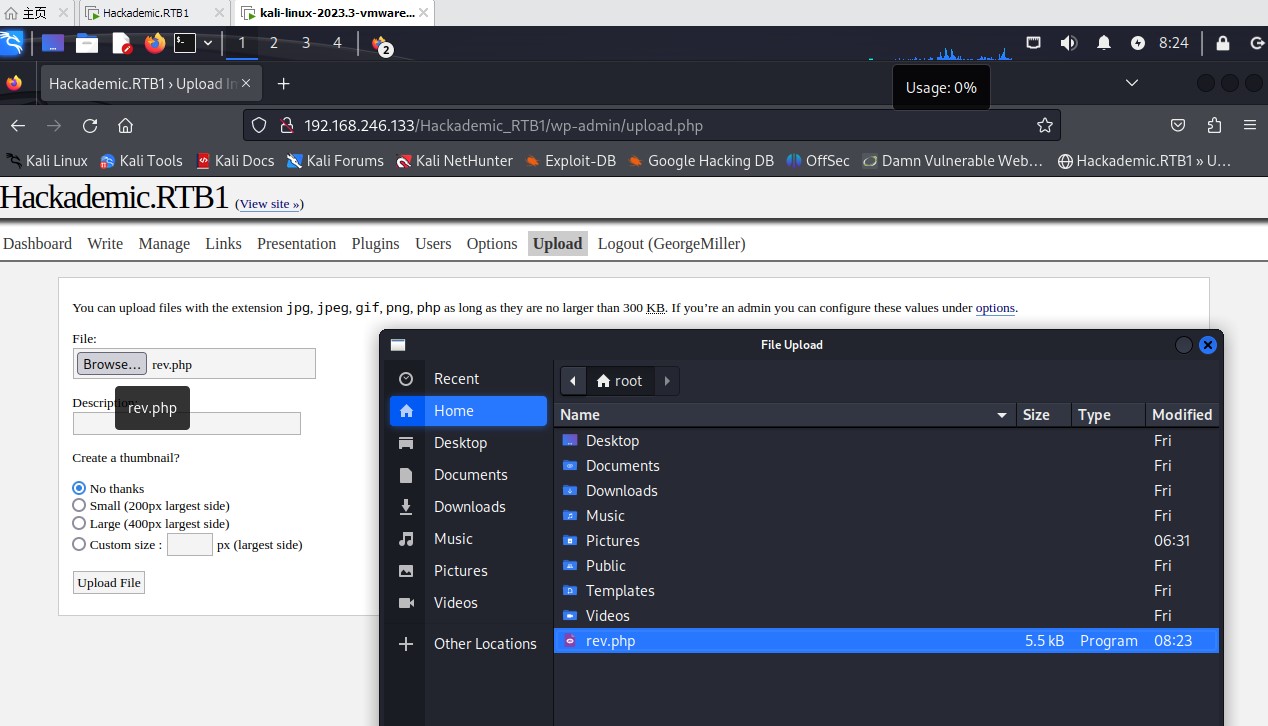 主页 Hackademic.RTB1 kali-linux-2023.3-vmware...
1 2 3 4 2 8:24
Hackademic.RTB1 › Upload In
Usage: 0%
192.168.246.133/Hackademic_RTB1/wp-admin/upload.php
Kali Linux Kali Tools Kali Docs Kali Forums Kali NetHunter Exploit-DB Google Hacking DB OffSec Damn Vulnerable Web... Hackademic.RTB1 » U...
Hackademic.RTB1 (View site »)
Dashboard Write Manage Links Presentation Plugins Users Options Upload Logout (GeorgeMiller)
You can upload files with the extension jpg, jpeg, gif, png, php as long as they are no larger than 300 KB. If you’re an admin you can configure these values under options.
File:
Browse... rev.php
rev.php
Create a thumbnail?
No thanks
Small (200px largest side)
Large (400px largest side)
Custom size : px (largest side)
Upload File
File Upload
Recent
Home
Desktop
Documents
Downloads
Music
Pictures
Videos
Other Locations
root
Name Size Type Modified
Desktop Fri
Documents Fri
Downloads Fri
Music Fri
Pictures 06:31
Public Fri
Templates Fri
Videos Fri
rev.php 5.5 kB Program 08:23